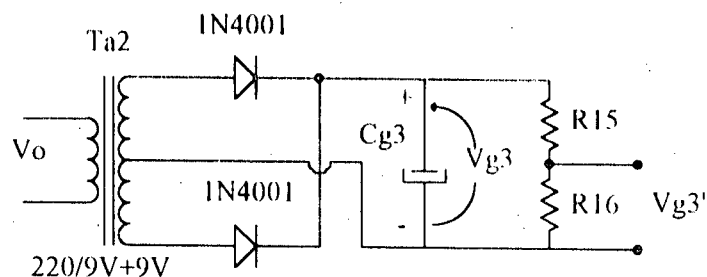 1N4001
Ta2
+
Vo
Cg3
Vg3
R15
1N4001
-
R16
Vg3'
220/9V+9V